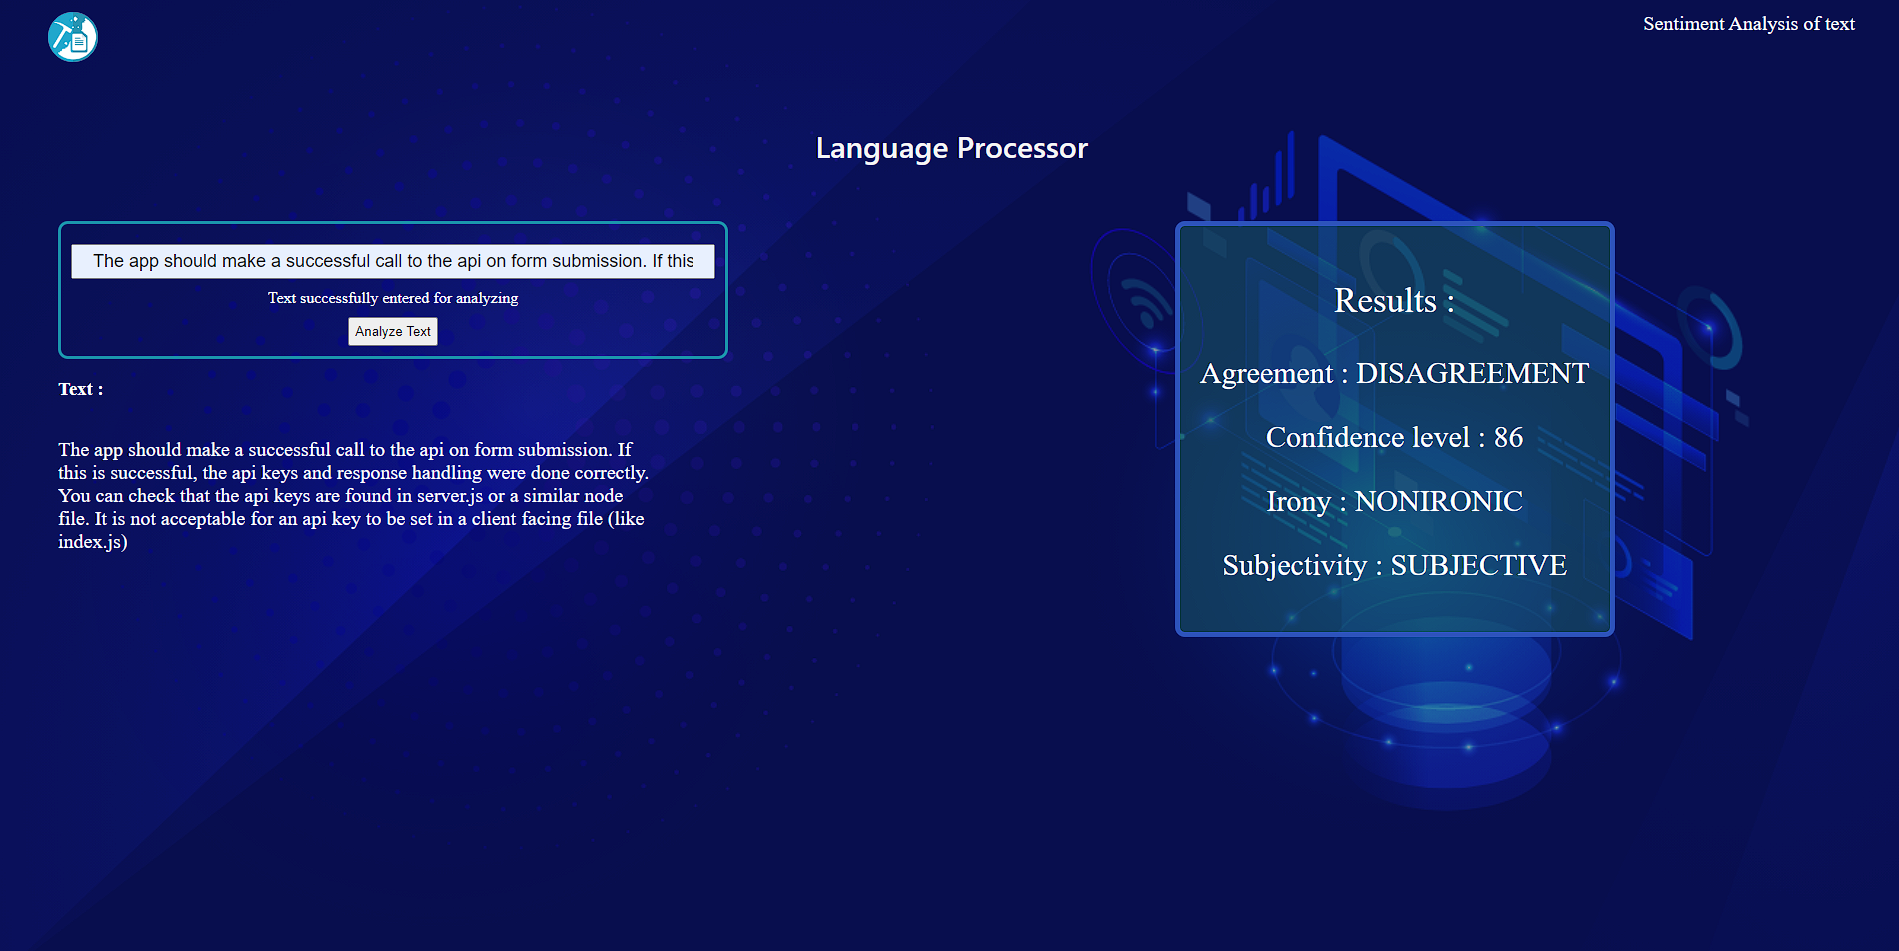 Sentiment Analysis of text
Language Processor
The app should make a successful call to the api on form submission. If this
Text successfully entered for analyzing
Analyze Text
Text :
The app should make a successful call to the api on form submission. If
this is successful, the api keys and response handling were done correctly.
You can check that the api keys are found in server.js or a similar node
file. It is not acceptable for an api key to be set in a client facing file (like
index.js)
Results :
Agreement : DISAGREEMENT
Confidence level : 86
Irony : NONIRONIC
Subjectivity : SUBJECTIVE